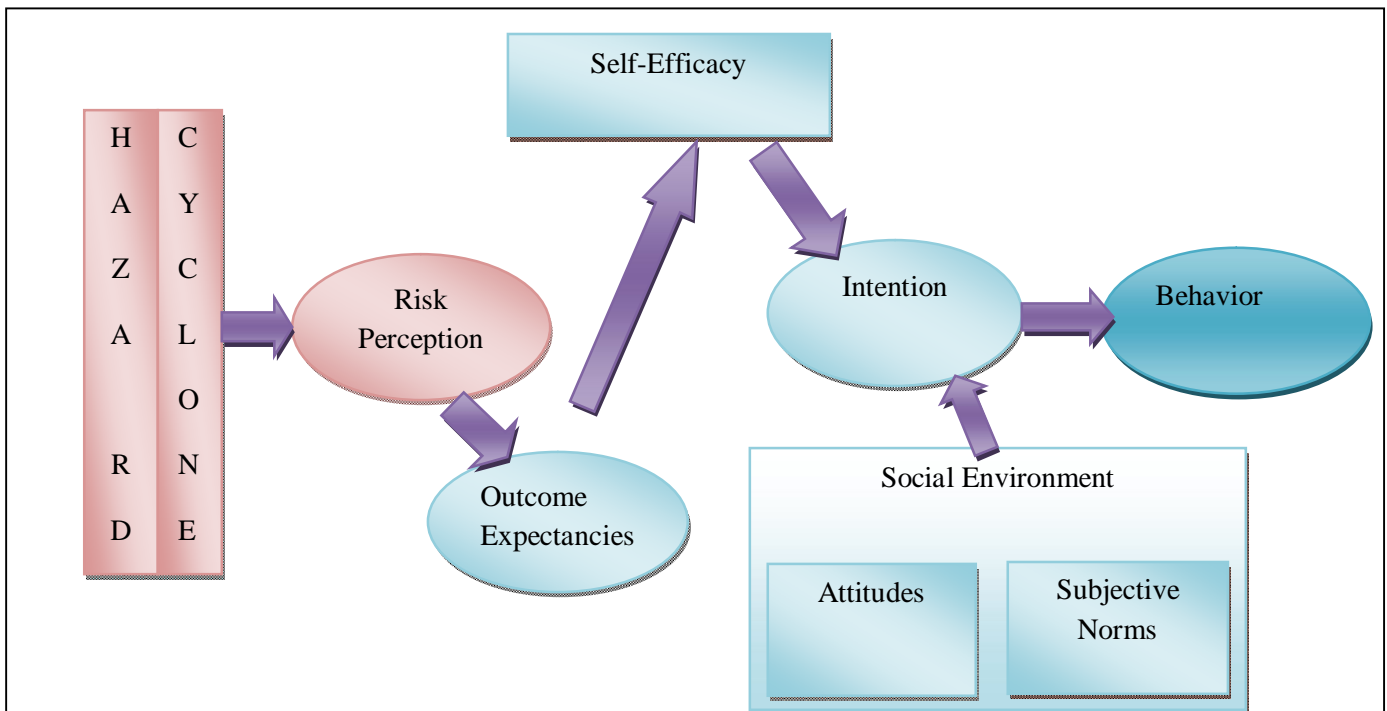 Self-Efficacy
H
A
Z
A
R
D
C
Y
C
L
O
N
E
Risk
Perception
Intention
Behavior
Outcome
Expectancies
Social Environment
Attitudes
Subjective
Norms